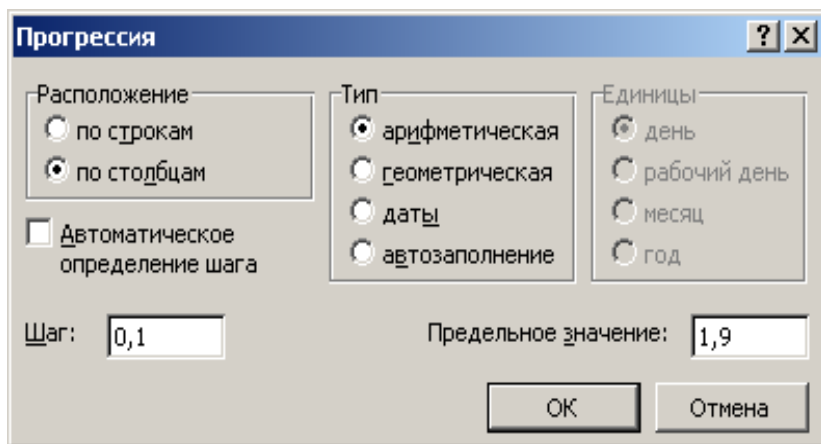 Прогрессия
Расположение
по строкам
по столбцам
Автоматическое
определение шага
Тип
арифметическая
геометрическая
даты
автозаполнение
Единицы
день
рабочий день
месяц
год
Шаг: 0,1
Предельное значение: 1,9
ОК
Отмена